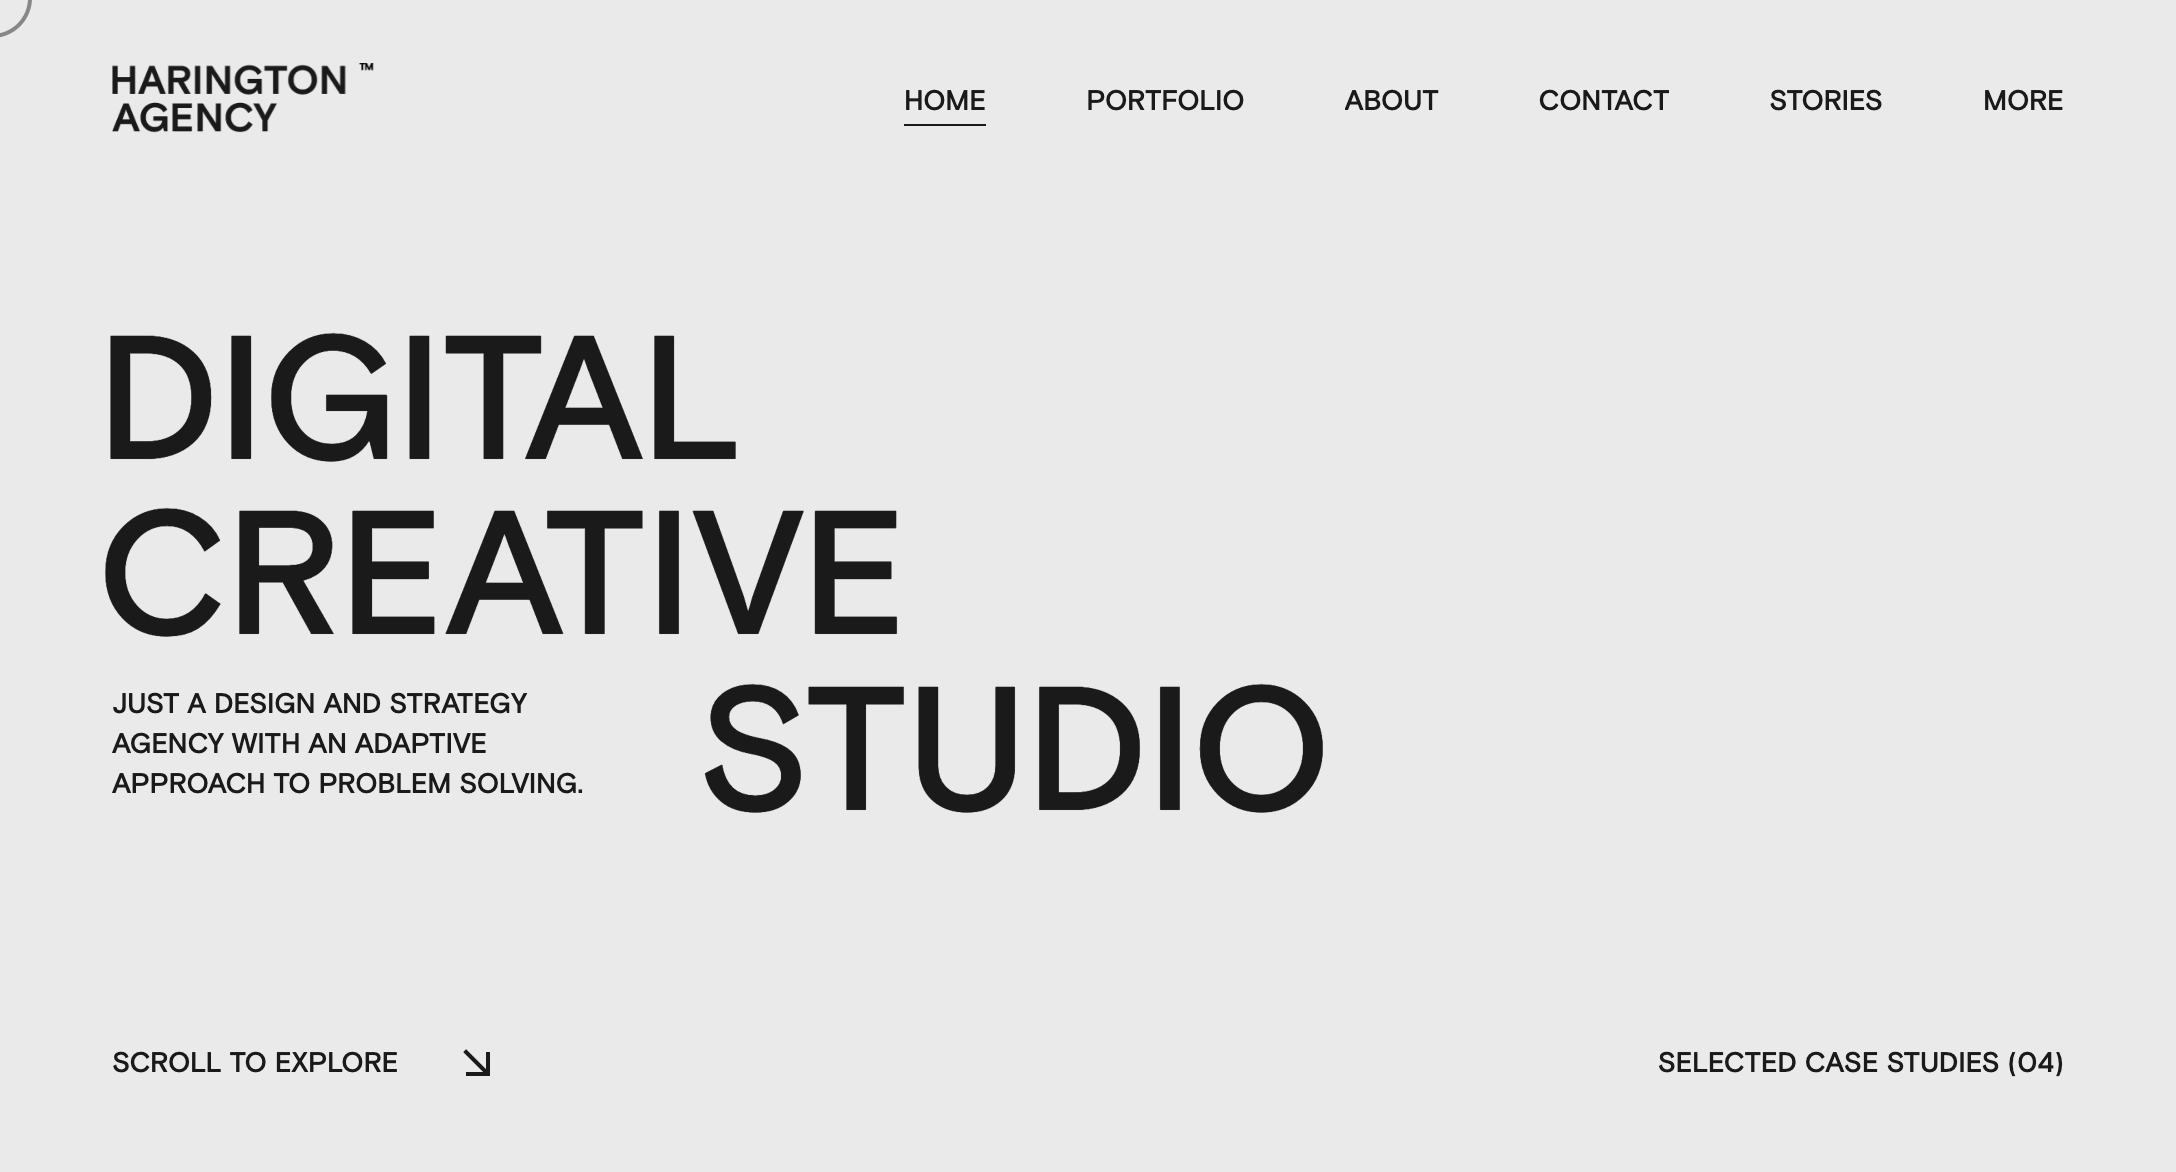 HARINGTON ™
AGENCY
HOME PORTFOLIO ABOUT CONTACT STORIES MORE
DIGITAL
CREATIVE
STUDIO
JUST A DESIGN AND STRATEGY
AGENCY WITH AN ADAPTIVE
APPROACH TO PROBLEM SOLVING.
SCROLL TO EXPLORE
SELECTED CASE STUDIES (04)